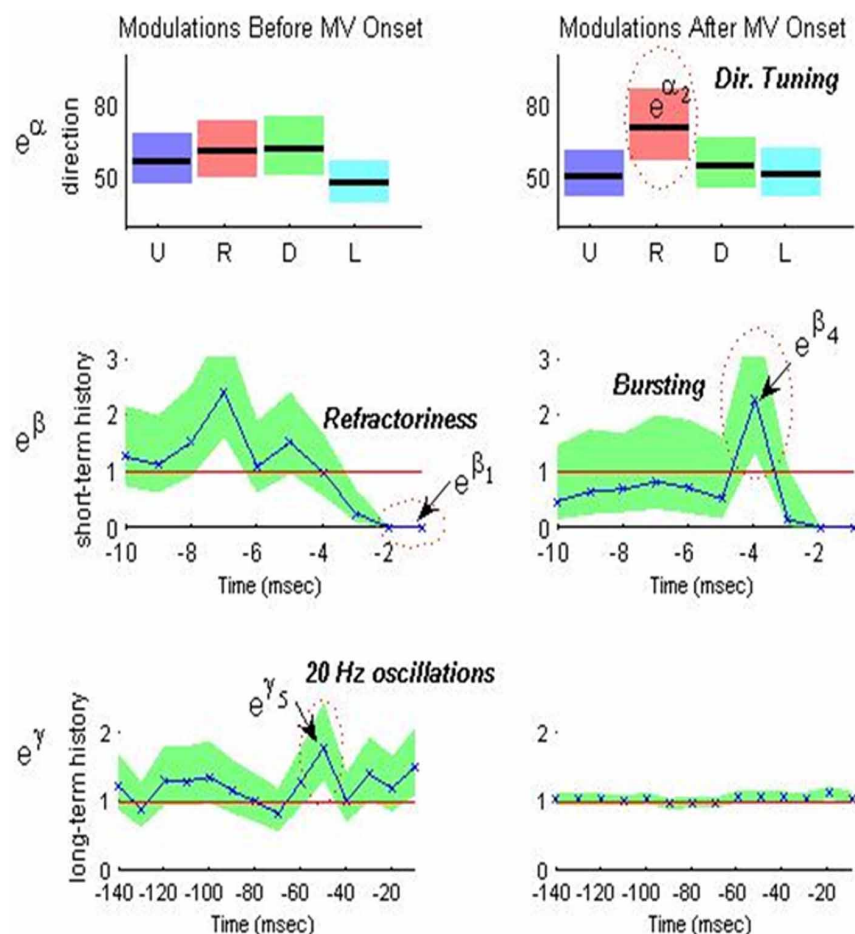 Modulations Before MV Onset
Modulations After MV Onset
e^α
direction
80
50
U R D L
80
50
e^α₂
Dir. Tuning
U R D L
e^β
short-term history
3
2
1
0
Refractoriness
e^β₁
-10 -8 -6 -4 -2
Time (msec)
3
2
1
0
Bursting
e^β₄
-10 -8 -6 -4 -2
Time (msec)
e^γ
long-term history
2
1
0
20 Hz oscillations
e^γ₅
-140 -120 -100 -80 -60 -40 -20
Time (msec)
2
1
0
-140 -120 -100 -80 -60 -40 -20
Time (msec)